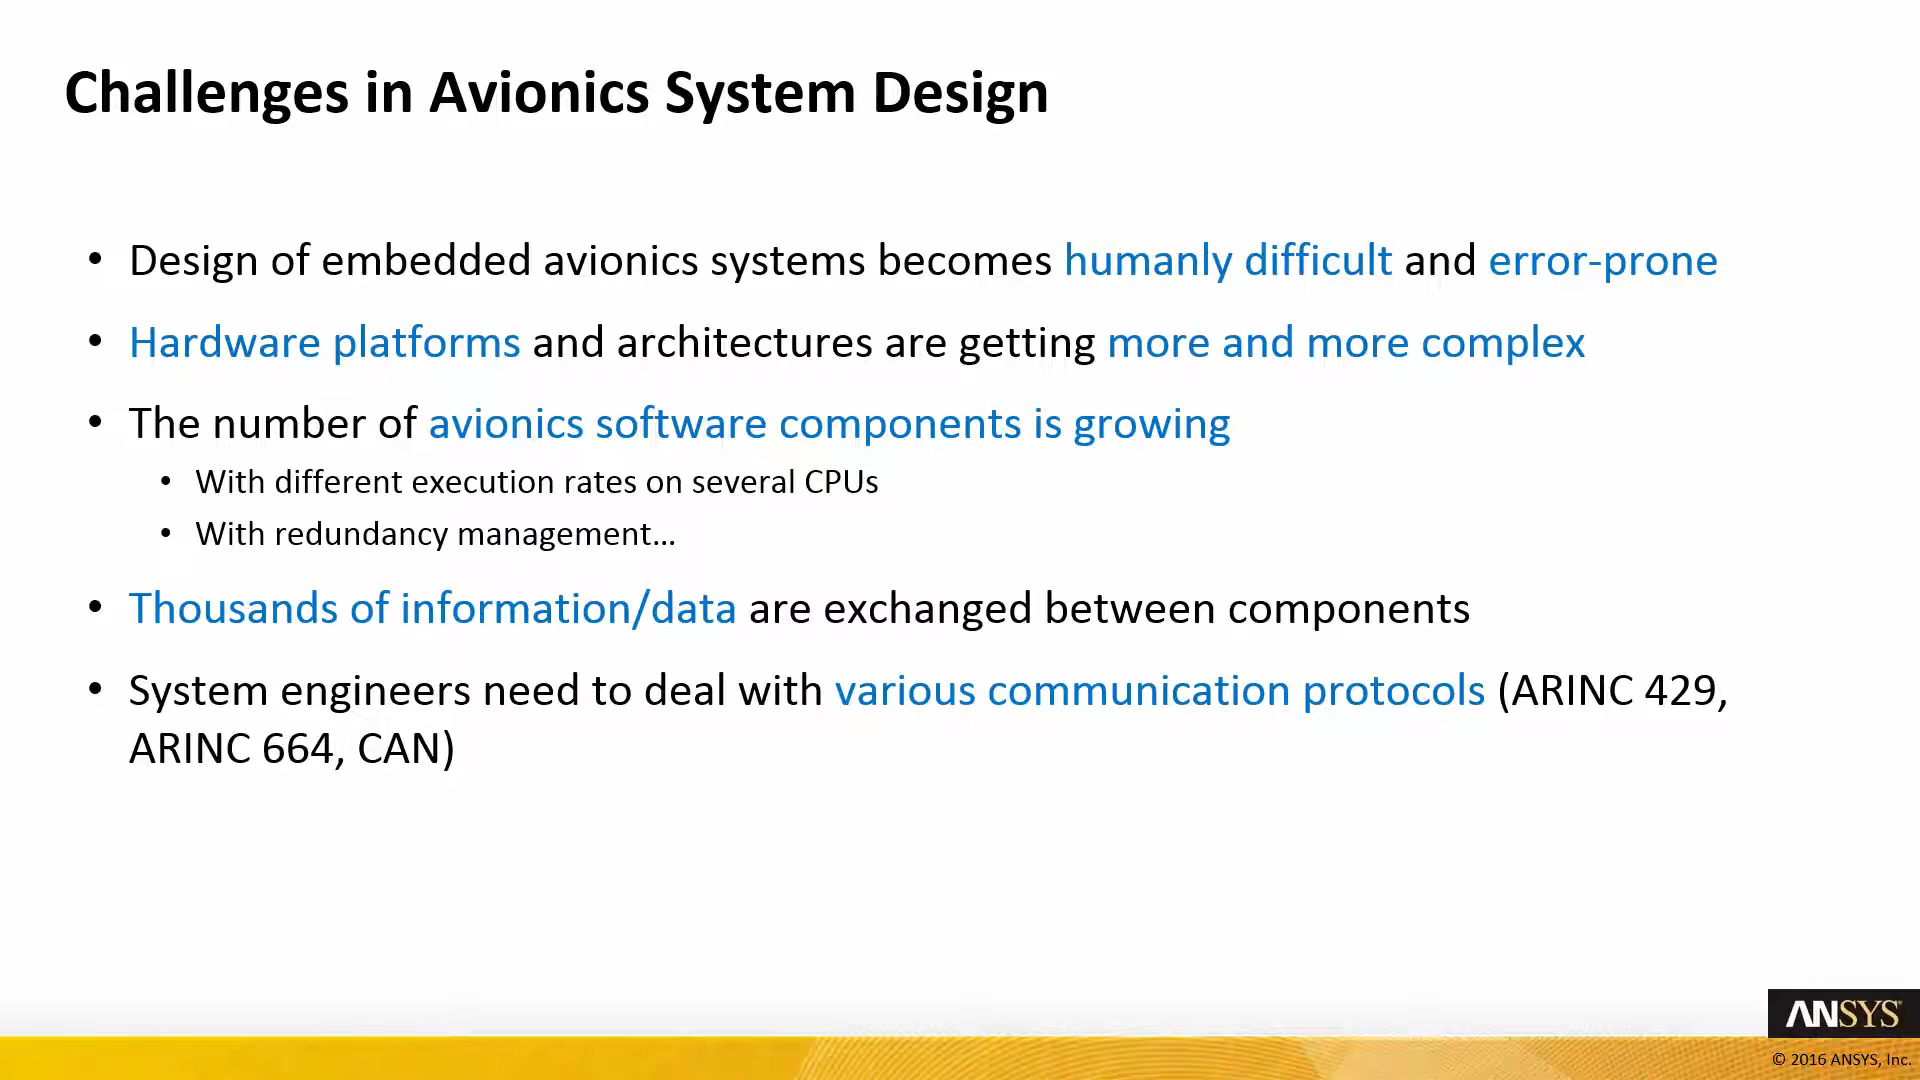 Challenges in Avionics System Design
• Design of embedded avionics systems becomes humanly difficult and error-prone
• Hardware platforms and architectures are getting more and more complex
• The number of avionics software components is growing
• With different execution rates on several CPUs
• With redundancy management…
• Thousands of information/data are exchanged between components
• System engineers need to deal with various communication protocols (ARINC 429,
ARINC 664, CAN)
ANSYS
© 2016 ANSYS, Inc.